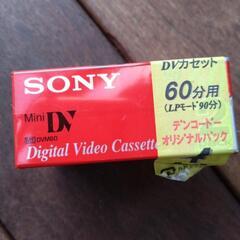 SONY
Mini DV
DVM60
Digital Video Cassette
DVカセット
60分用
(LPモード90分)
デンコードー
オリジナルパック